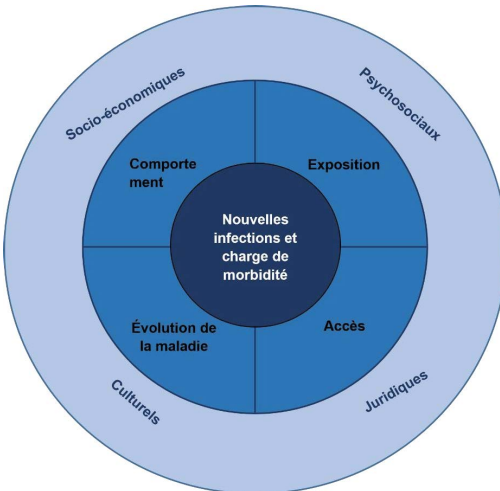 Socio-économiques
Psychosociaux
Comporte
ment
Exposition
Nouvelles
infections et
charge de
morbidité
Évolution de
la maladie
Accès
Culturels
Juridiques